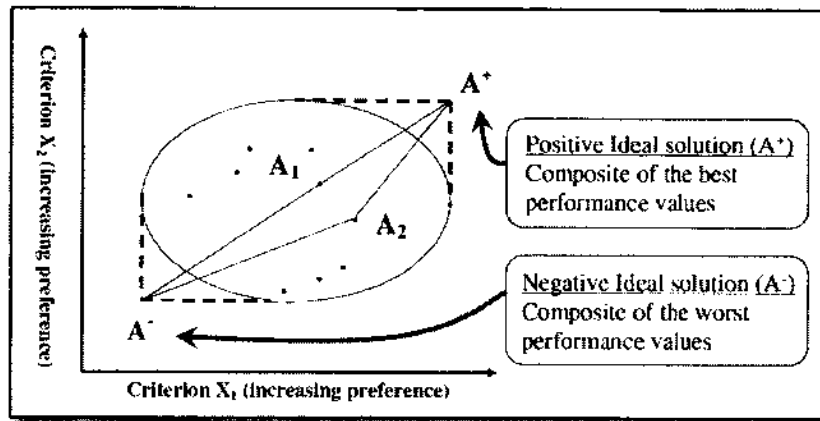 Criterion X₂ (increasing preference)
A⁺
A₁
A₂
A⁻
Criterion X₁ (increasing preference)
Positive Ideal solution (A⁺)
Composite of the best
performance values
Negative Ideal solution (A⁻)
Composite of the worst
performance values